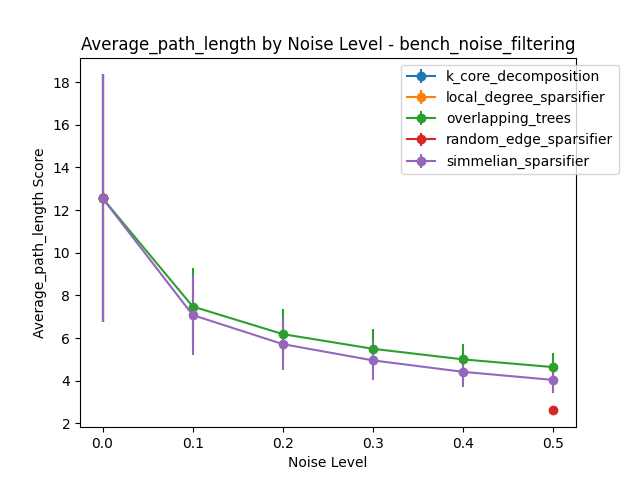 Average_path_length by Noise Level - bench_noise_filtering
k_core_decomposition
local_degree_sparsifier
overlapping_trees
random_edge_sparsifier
simmelian_sparsifier
Average_path_length Score
18
16
14
12
10
8
6
4
2
0.0 0.1 0.2 0.3 0.4 0.5
Noise Level